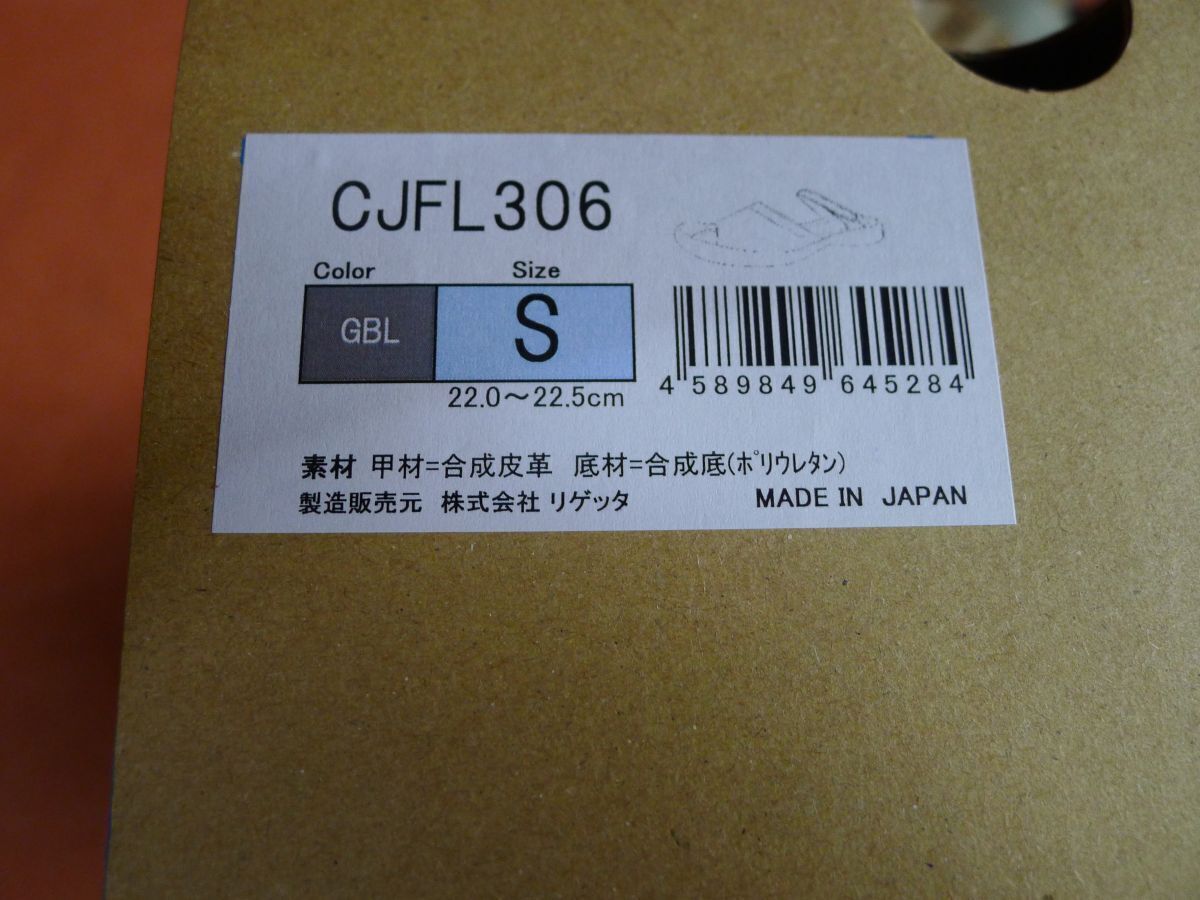 CJFL306
Color Size
GBL S
22.0～22.5cm
4 589849 645284
素材 甲材=合成皮革 底材=合成底(ﾎﾟﾘｳﾚﾀﾝ)
製造販売元 株式会社 リゲッタ MADE IN JAPAN